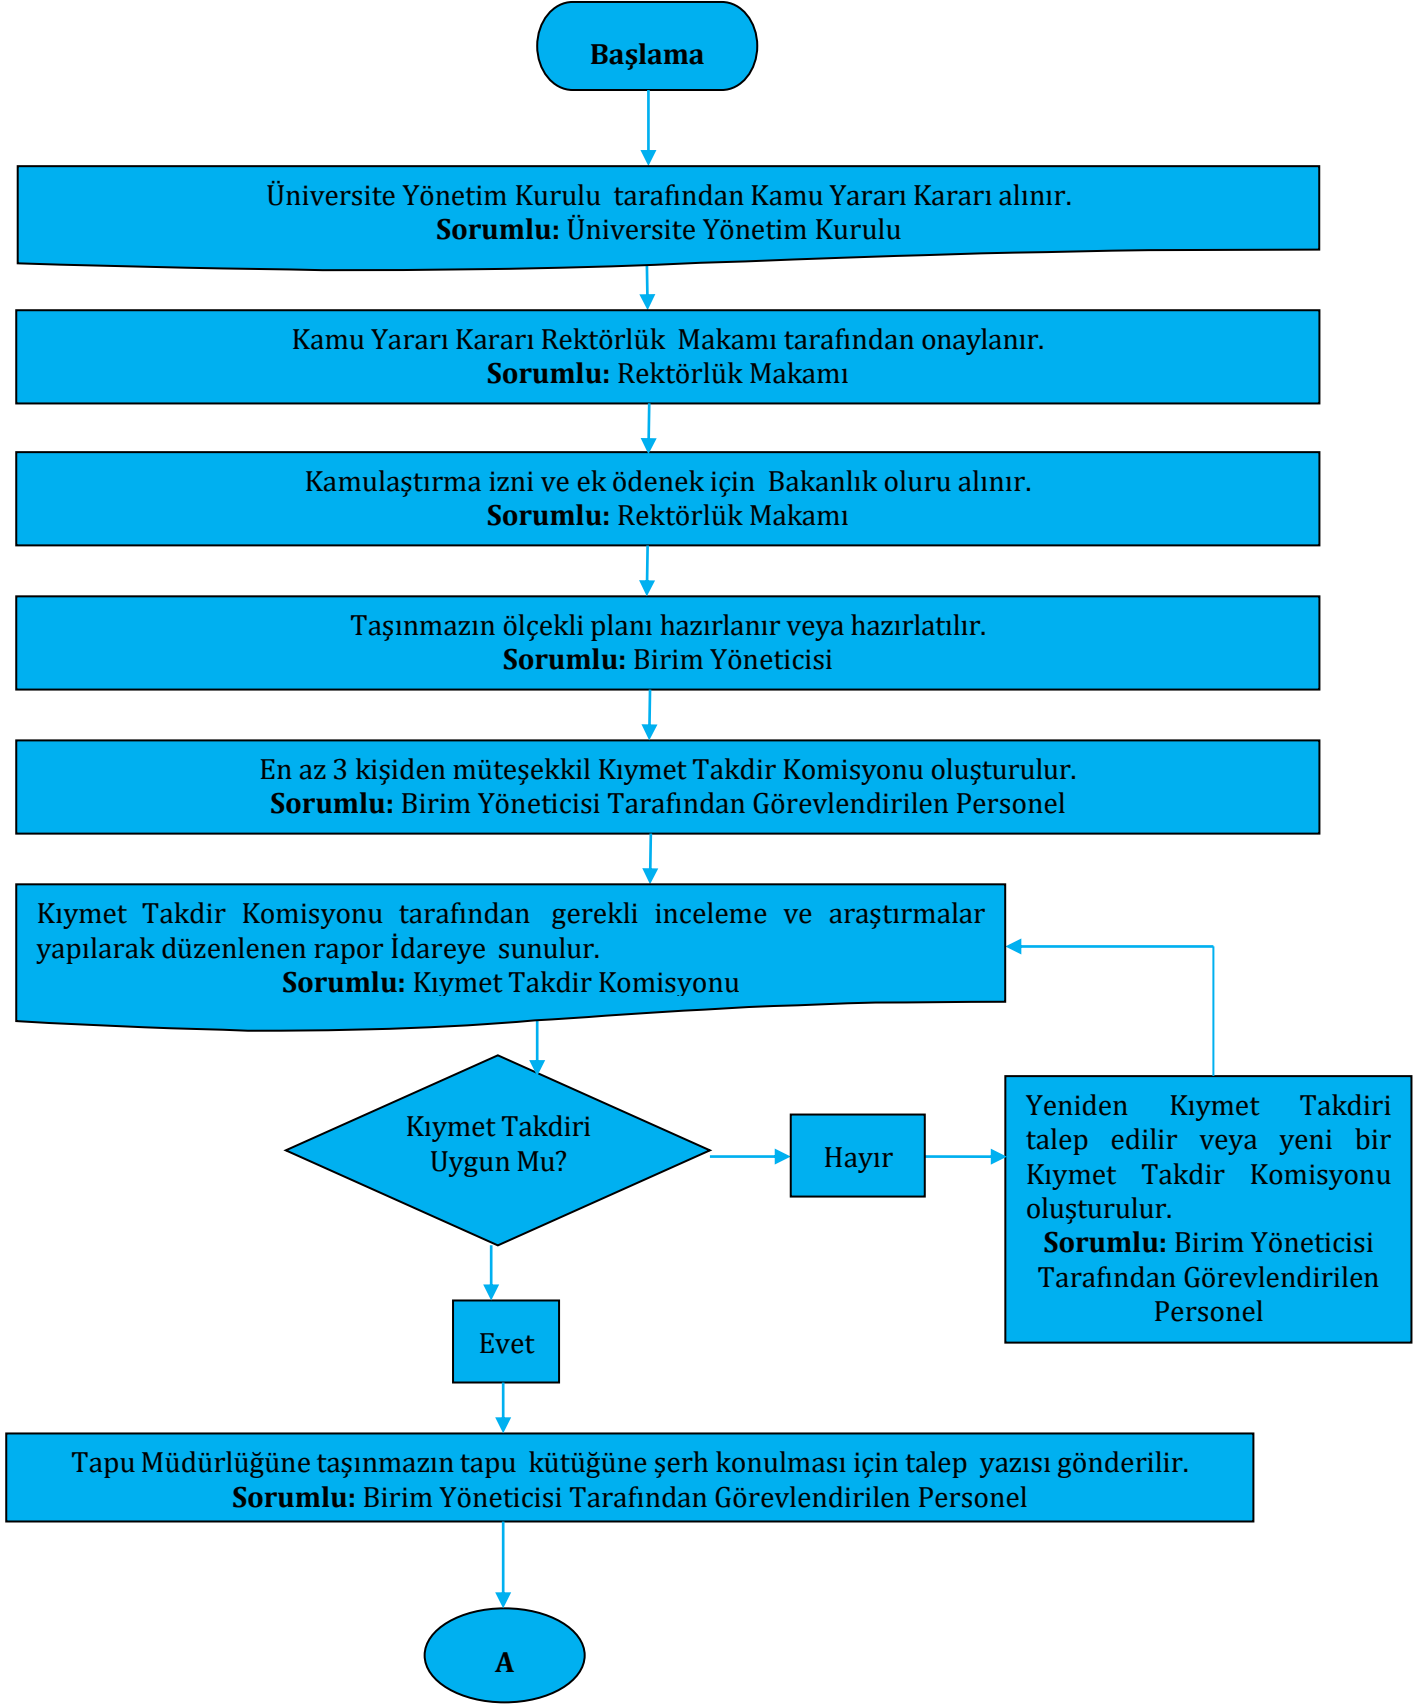 Başlama
Üniversite Yönetim Kurulu tarafından Kamu Yararı Kararı alınır.
Sorumlu: Üniversite Yönetim Kurulu
Kamu Yararı Kararı Rektörlük Makamı tarafından onaylanır.
Sorumlu: Rektörlük Makamı
Kamulaştırma izni ve ek ödenek için Bakanlık oluru alınır.
Sorumlu: Rektörlük Makamı
Taşınmazın ölçekli planı hazırlanır veya hazırlatılır.
Sorumlu: Birim Yöneticisi
En az 3 kişiden müteşekkil Kıymet Takdir Komisyonu oluşturulur.
Sorumlu: Birim Yöneticisi Tarafından Görevlendirilen Personel
Kıymet Takdir Komisyonu tarafından gerekli inceleme ve araştırmalar
yapılarak düzenlenen rapor İdareye sunulur.
Sorumlu: Kıymet Takdir Komisyonu
Kıymet Takdiri
Uygun Mu?
Hayır
Yeniden Kıymet Takdiri
talep edilir veya yeni bir
Kıymet Takdir Komisyonu
oluşturulur.
Sorumlu: Birim Yöneticisi
Tarafından Görevlendirilen
Personel
Evet
Tapu Müdürlüğüne taşınmazın tapu kütüğüne şerh konulması için talep yazısı gönderilir.
Sorumlu: Birim Yöneticisi Tarafından Görevlendirilen Personel
A